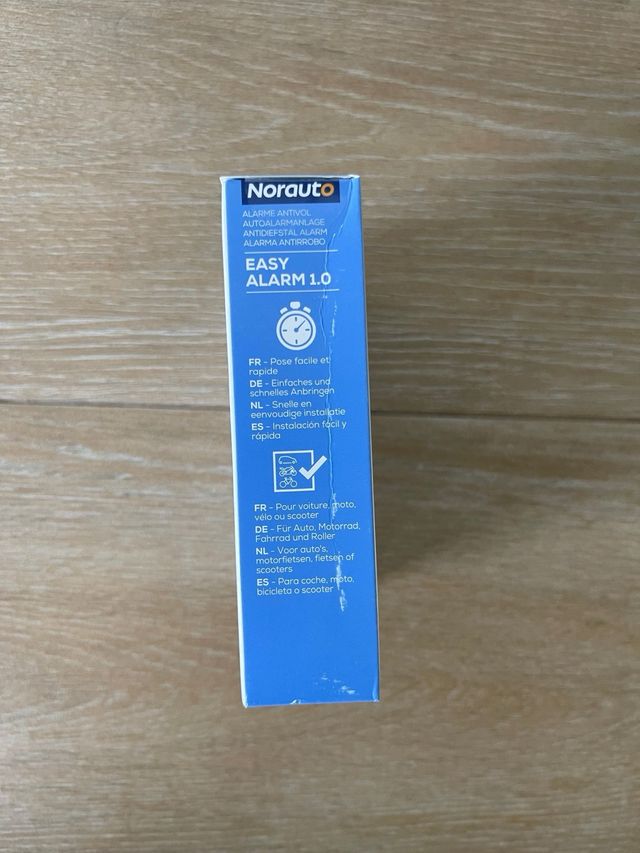 Norauto
ALARME ANTIVOL
AUTOALARMANLAGE
ANTIDIEFSTAL ALARM
ALARMA ANTIRROBO
EASY
ALARM 1.0
FR - Pose facile et
rapide
DE - Einfaches und
schnelles Anbringen
NL - Snelle en
eenvoudige installatie
ES - Instalación fácil y
rápida
FR - Pour voiture, moto,
vélo ou scooter
DE - Für Auto, Motorrad,
Fahrrad und Roller
NL - Voor auto's,
motorfietsen, fietsen of
scooters
ES - Para coche, moto,
bicicleta o scooter